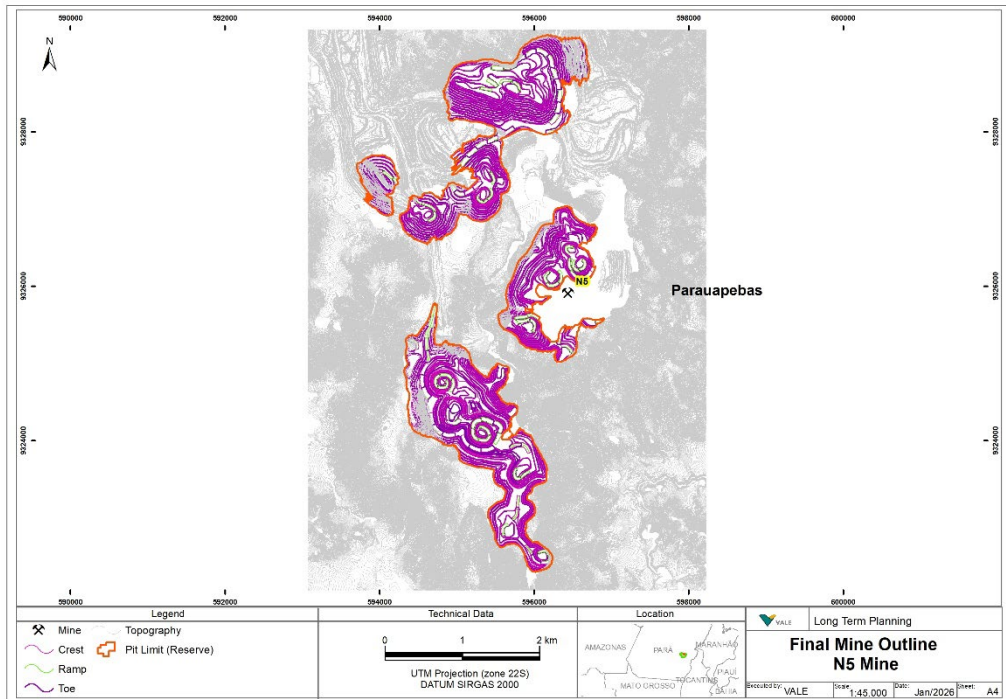 590000 592000 594000 596000 598000 600000
N
9328000 9328000
9326000 9326000
9324000 9324000
N5
Parauapebas
590000 592000 594000 596000 598000 600000
Legend
Mine Topography
Crest Pit Limit (Reserve)
Ramp
Toe
Technical Data
0 1 2 km
UTM Projection (zone 22S)
DATUM SIRGAS 2000
Location
AMAZONAS PARÁ MARANHÃO
PIAUÍ
TOCANTINS
MATO GROSSO BAHIA
VALE Long Term Planning
Final Mine Outline
N5 Mine
Executed by: VALE Scale: 1:45.000 Date: Jan/2026 Sheet: A4